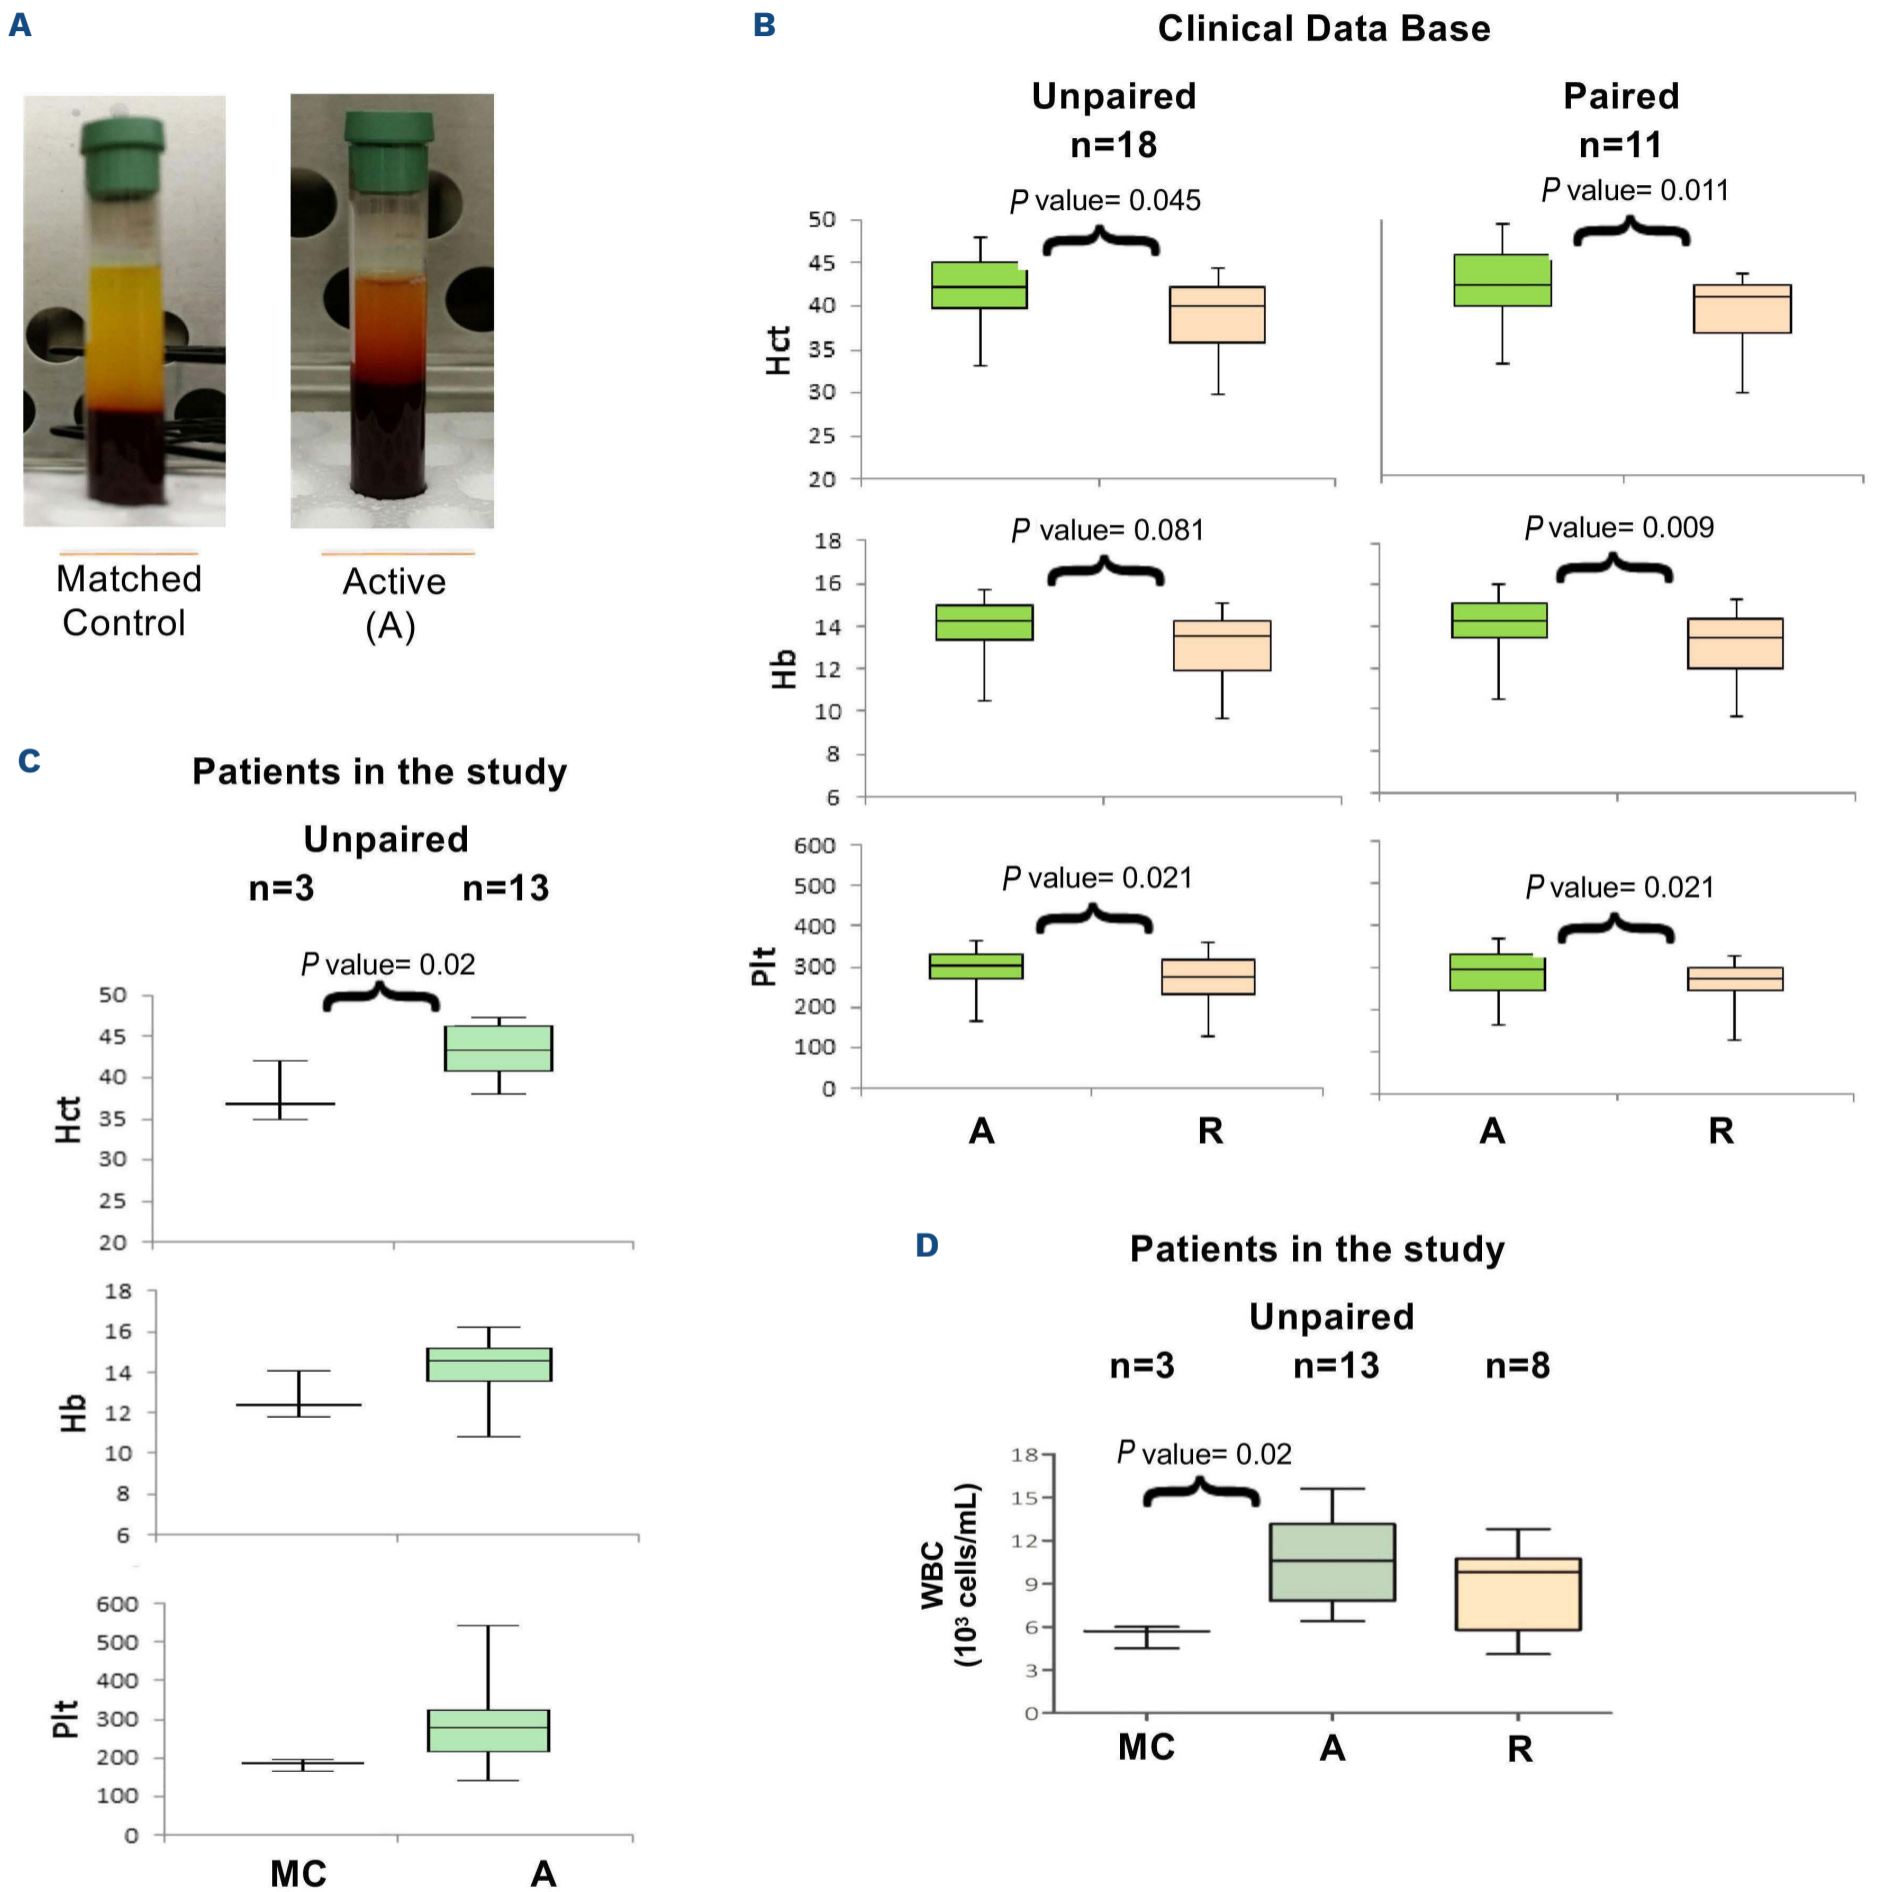 A
Matched
Control
Active
(A)
B
Clinical Data Base
Unpaired
n=18
Paired
n=11
P value= 0.045
P value= 0.011
Hct
50
45
40
35
30
25
20
P value= 0.081
P value= 0.009
Hb
18
16
14
12
10
8
6
P value= 0.021
P value= 0.021
Plt
600
500
400
300
200
100
0
A
R
A
R
C
Patients in the study
Unpaired
n=3
n=13
P value= 0.02
Hct
50
45
40
35
30
25
20
Hb
18
16
14
12
10
8
6
Plt
600
500
400
300
200
100
0
MC
A
D
Patients in the study
Unpaired
n=3
n=13
n=8
P value= 0.02
WBC
(10³ cells/mL)
18
15
12
9
6
3
0
MC
A
R